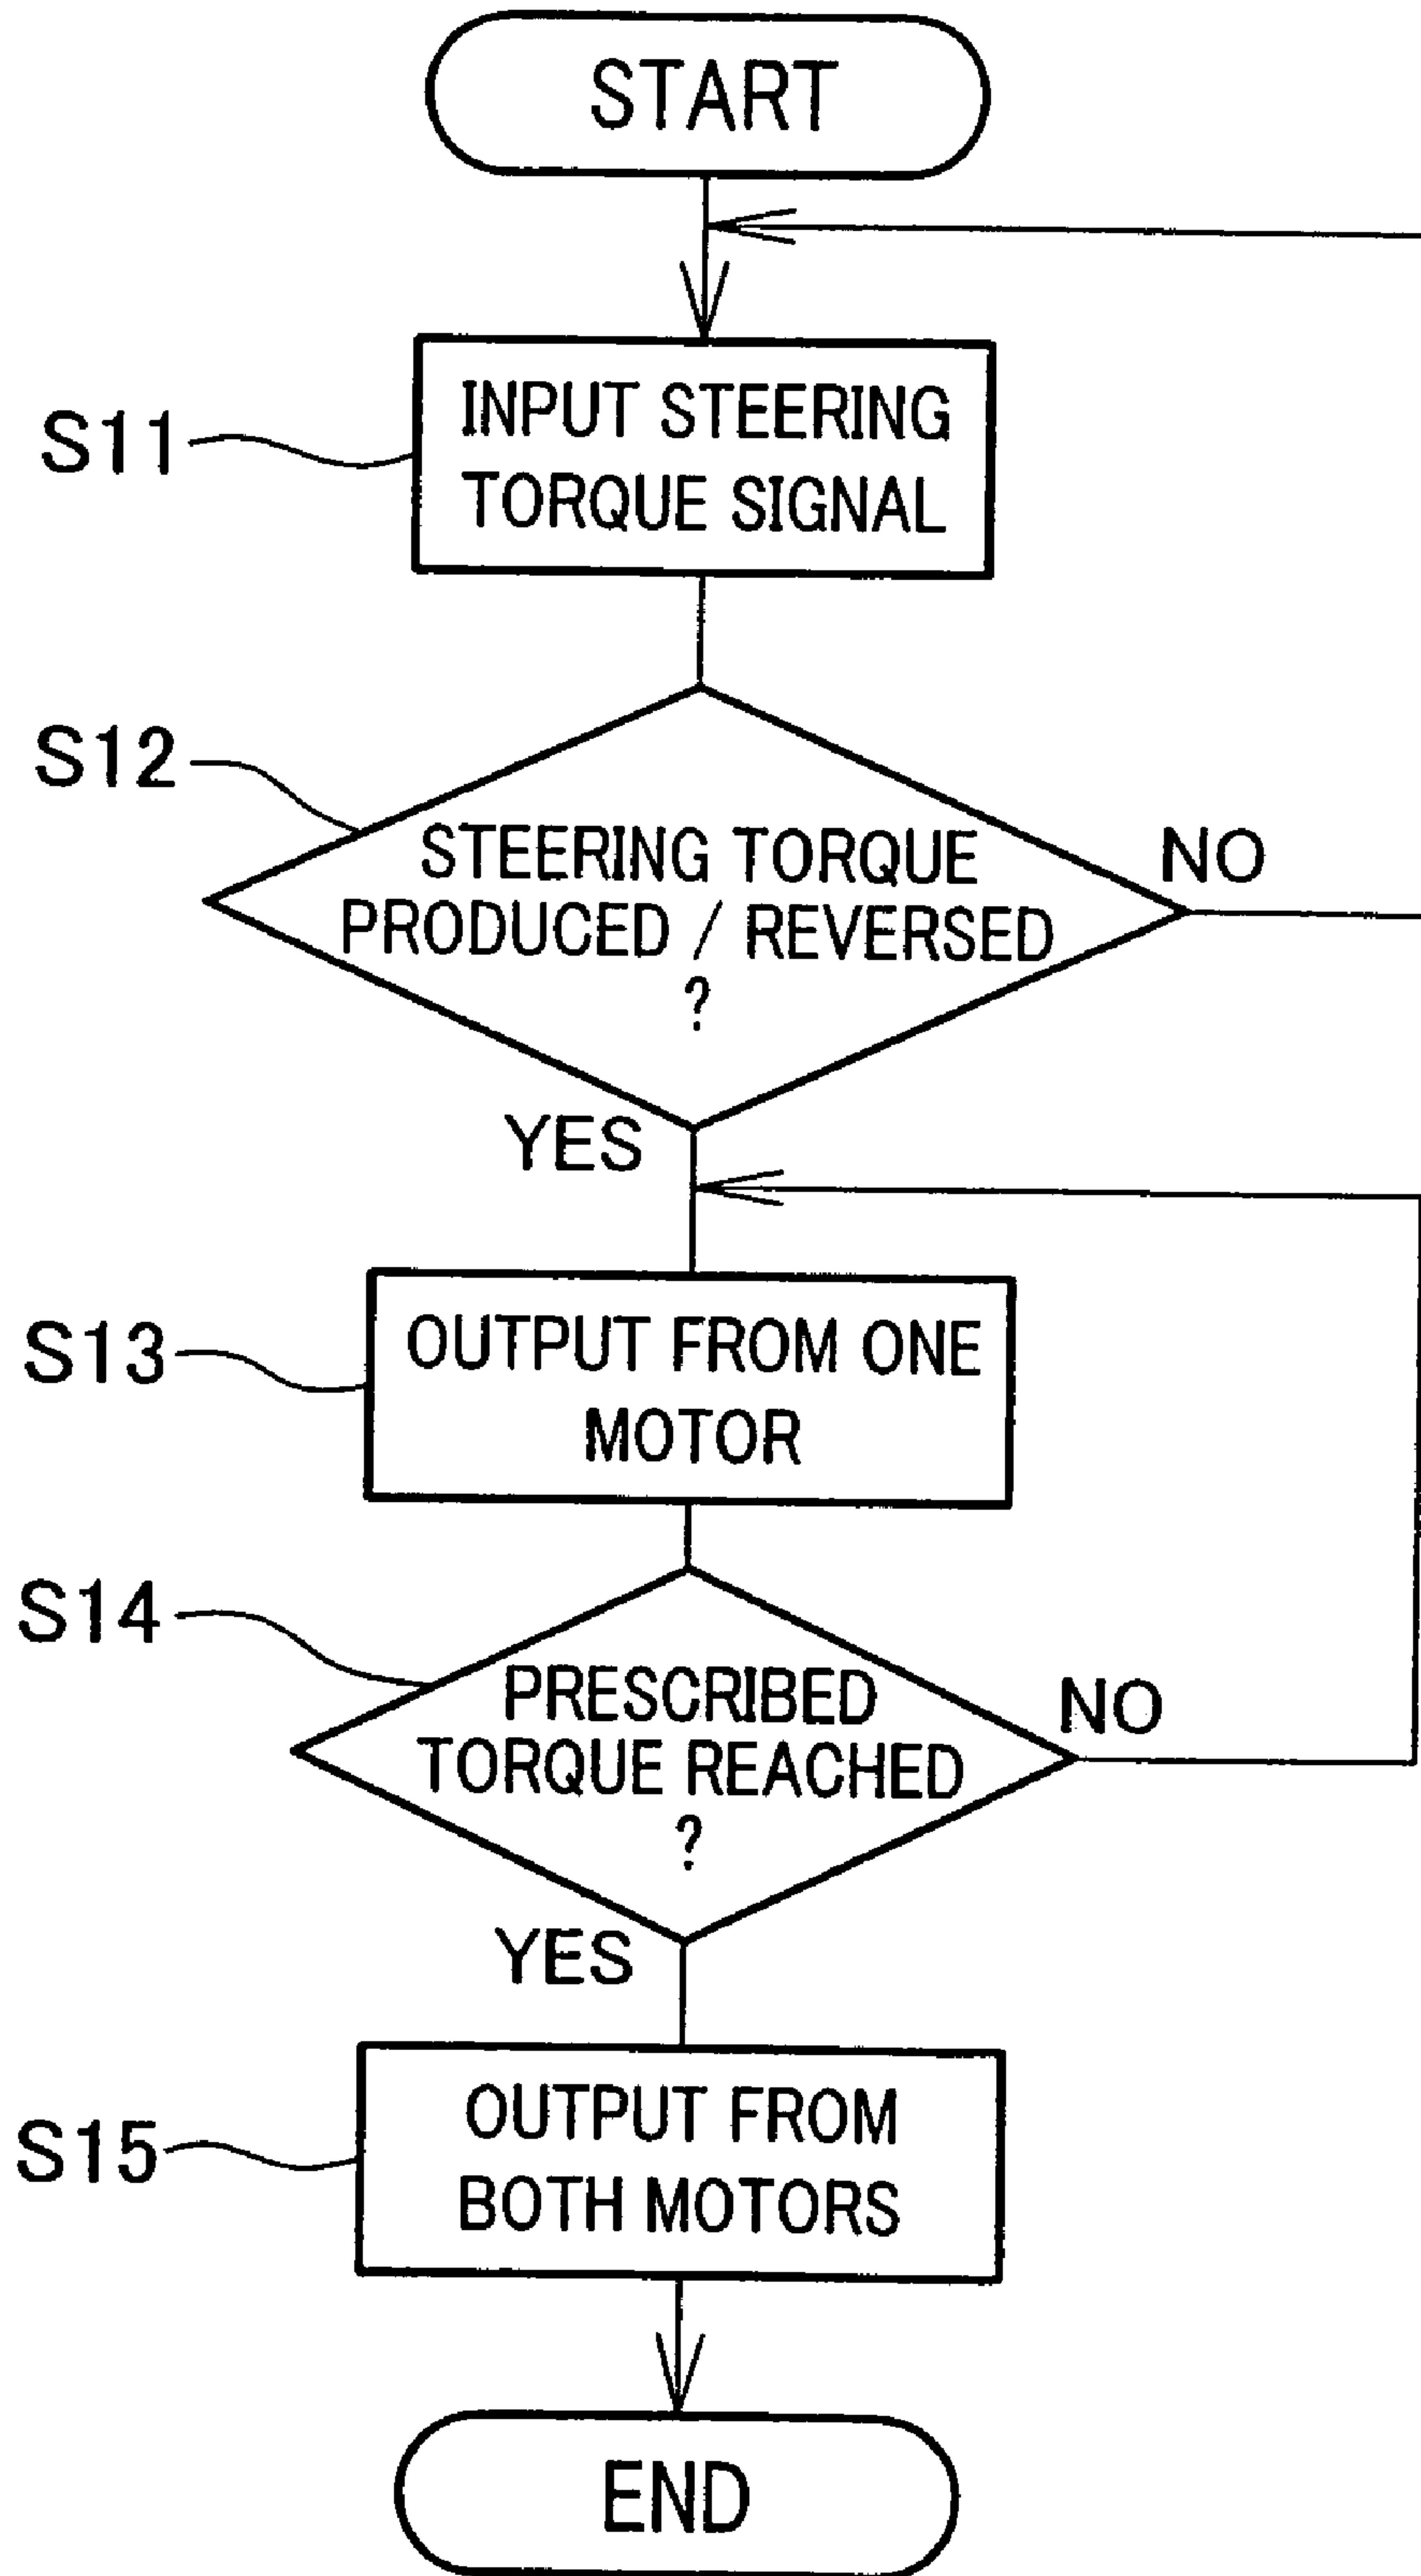 START
S11
INPUT STEERING
TORQUE SIGNAL
S12
STEERING TORQUE
PRODUCED / REVERSED
?
NO
YES
S13
OUTPUT FROM ONE
MOTOR
S14
PRESCRIBED
TORQUE REACHED
?
NO
YES
S15
OUTPUT FROM
BOTH MOTORS
END